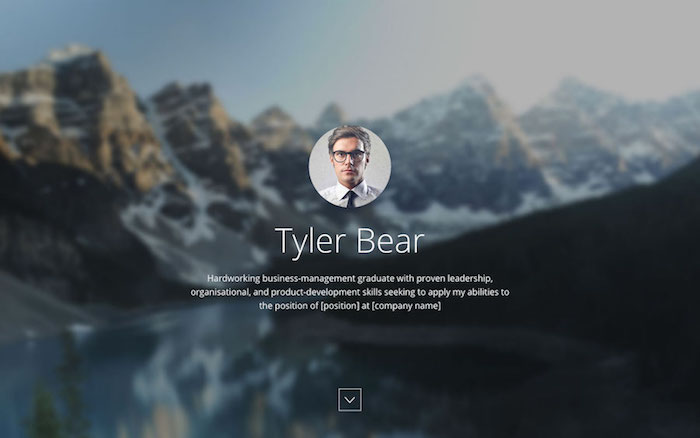 Tyler Bear
Hardworking business-management graduate with proven leadership,
organisational, and product-development skills seeking to apply my abilities to
the position of [position] at [company name]